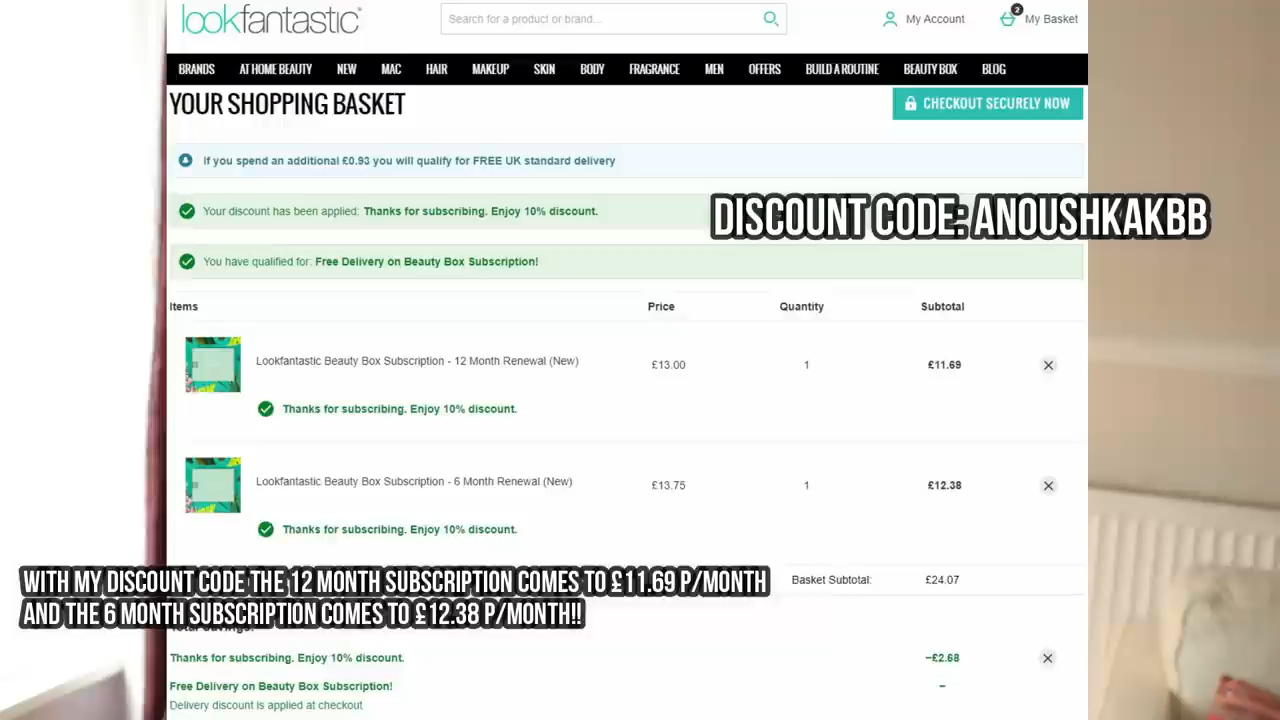 lookfantastic
Search for a product or brand...
My Account
2
My Basket
BRANDS AT HOME BEAUTY NEW MAC HAIR MAKEUP SKIN BODY FRAGRANCE MEN OFFERS BUILD A ROUTINE BEAUTY BOX BLOG
YOUR SHOPPING BASKET
CHECKOUT SECURELY NOW
If you spend an additional £0.93 you will qualify for FREE UK standard delivery
Your discount has been applied: Thanks for subscribing. Enjoy 10% discount.
DISCOUNT CODE: ANOUSHKAKBB
You have qualified for: Free Delivery on Beauty Box Subscription!
Items Price Quantity Subtotal
Lookfantastic Beauty Box Subscription - 12 Month Renewal (New) £13.00 1 £11.69
Thanks for subscribing. Enjoy 10% discount.
Lookfantastic Beauty Box Subscription - 6 Month Renewal (New) £13.75 1 £12.38
Thanks for subscribing. Enjoy 10% discount.
WITH MY DISCOUNT CODE THE 12 MONTH SUBSCRIPTION COMES TO £11.69 P/MONTH
AND THE 6 MONTH SUBSCRIPTION COMES TO £12.38 P/MONTH!!
Basket Subtotal: £24.07
Total Savings:
Thanks for subscribing. Enjoy 10% discount. –£2.68
Free Delivery on Beauty Box Subscription! –
Delivery discount is applied at checkout